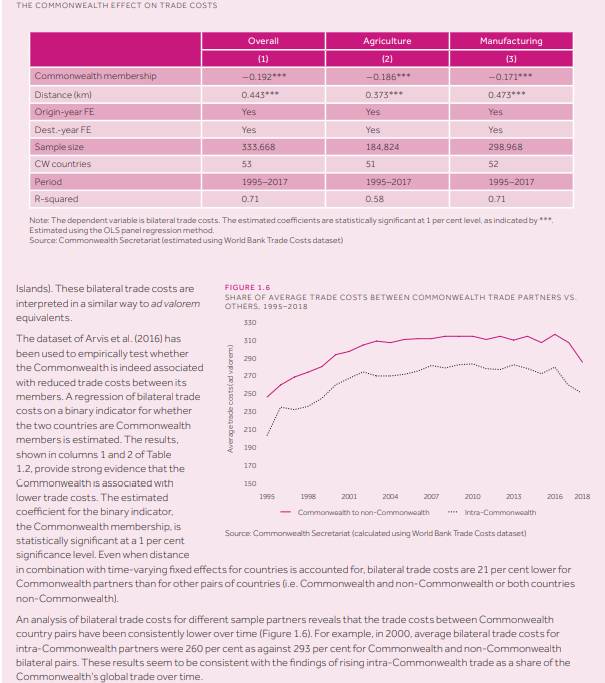 THE COMMONWEALTH EFFECT ON TRADE COSTS
Overall Agriculture Manufacturing
(1) (2) (3)
Commonwealth membership −0.192*** −0.186*** −0.171***
Distance (km) 0.443*** 0.373*** 0.473***
Origin-year FE Yes Yes Yes
Dest.-year FE Yes Yes Yes
Sample size 333,668 184,824 298,968
CW countries 53 51 52
Period 1995–2017 1995–2017 1995–2017
R-squared 0.71 0.58 0.71
Note: The dependent variable is bilateral trade costs. The estimated coefficients are statistically significant at 1 per cent level, as indicated by ***.
Estimated using the OLS panel regression method.
Source: Commonwealth Secretariat (estimated using World Bank Trade Costs dataset)
Islands). These bilateral trade costs are
interpreted in a similar way to ad valorem
equivalents.
The dataset of Arvis et al. (2016) has
been used to empirically test whether
the Commonwealth is indeed associated
with reduced trade costs between its
members. A regression of bilateral trade
costs on a binary indicator for whether
the two countries are Commonwealth
members is estimated. The results,
shown in columns 1 and 2 of Table
1.2, provide strong evidence that the
Commonwealth is associated with
lower trade costs. The estimated
coefficient for the binary indicator,
the Commonwealth membership, is
statistically significant at a 1 per cent
significance level. Even when distance
in combination with time-varying fixed effects for countries is accounted for, bilateral trade costs are 21 per cent lower for
Commonwealth partners than for other pairs of countries (i.e. Commonwealth and non-Commonwealth or both countries
non-Commonwealth).
FIGURE 1.6
SHARE OF AVERAGE TRADE COSTS BETWEEN COMMONWEALTH TRADE PARTNERS VS.
OTHERS, 1995–2018
Average trade costs (ad valorem)
330
310
290
270
250
230
210
190
170
150
1995 1998 2001 2004 2007 2010 2013 2016 2018
Commonwealth to non-Commonwealth Intra-Commonwealth
Source: Commonwealth Secretariat (calculated using World Bank Trade Costs dataset)
An analysis of bilateral trade costs for different sample partners reveals that the trade costs between Commonwealth
country pairs have been consistently lower over time (Figure 1.6). For example, in 2000, average bilateral trade costs for
intra-Commonwealth partners were 260 per cent as against 293 per cent for Commonwealth and non-Commonwealth
bilateral pairs. These results seem to be consistent with the findings of rising intra-Commonwealth trade as a share of the
Commonwealth's global trade over time.